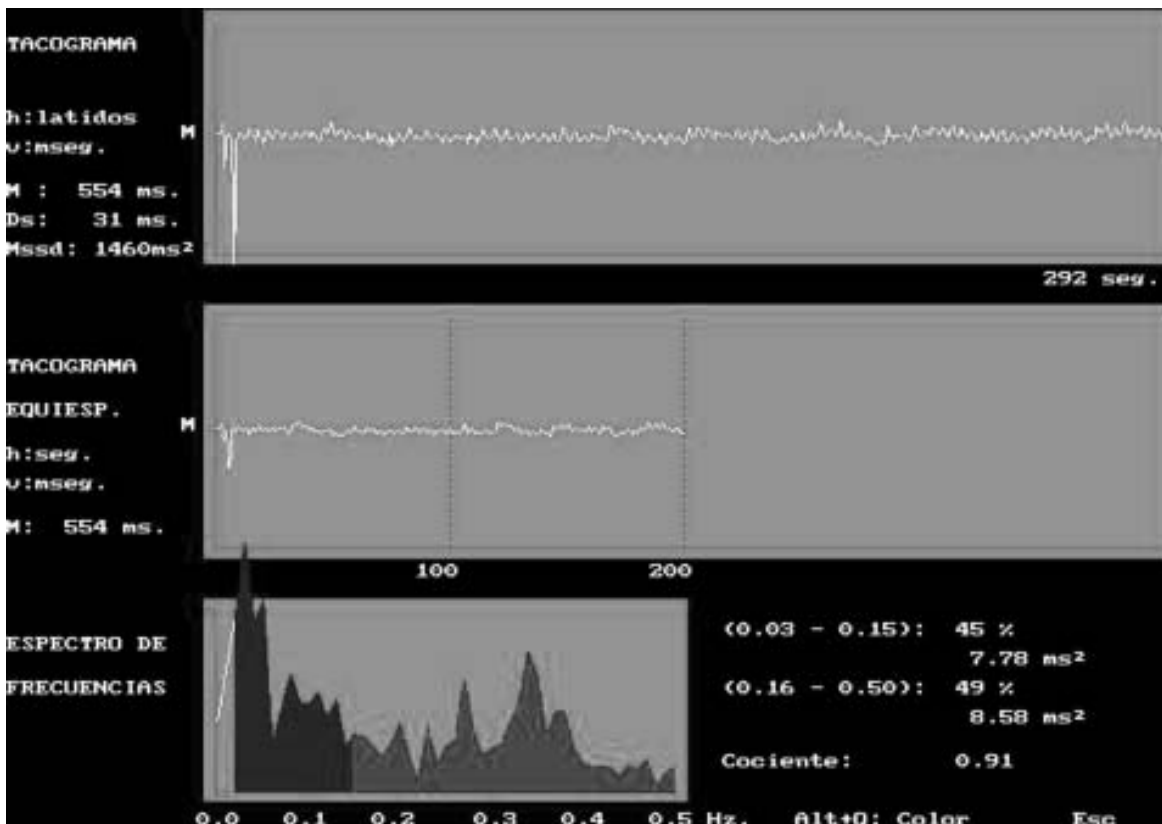 TACOGRAMA
h:latidos
v:mseg.
M
M : 554 ms.
Ds: 31 ms.
Mssd: 1460ms²
292 seg.
TACOGRAMA
EQUIESP.
M
h:seg.
v:mseg.
M: 554 ms.
100 200
ESPECTRO DE
FRECUENCIAS
(0.03 - 0.15): 45 %
7.78 ms²
(0.16 - 0.50): 49 %
8.58 ms²
Cociente: 0.91
0.0 0.1 0.2 0.3 0.4 0.5 Hz. Alt+Q: Color Esc